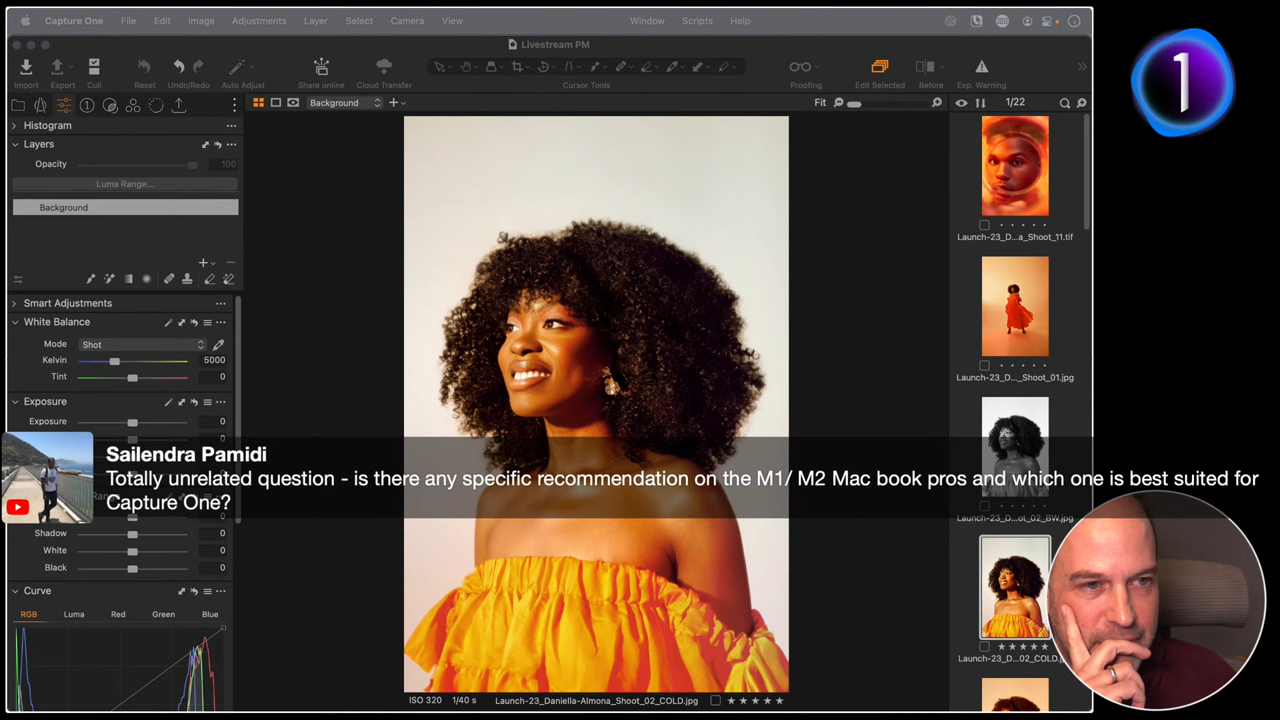 Capture One File Edit Image Adjustments Layer Select Camera View Window Scripts Help
Livestream PM
Import Export Cull Reset Undo/Redo Auto Adjust Share online Cloud Transfer Cursor Tools Proofing Edit Selected Before Exp. Warning
Background Fit 1/22
Histogram
Layers
Opacity 100
Luma Range...
Background
Smart Adjustments
White Balance
Mode Shot
Kelvin 5000
Tint 0
Exposure
Exposure 0
Sailendra Pamidi
Totally unrelated question - is there any specific recommendation on the M1/ M2 Mac book pros and which one is best suited for
Capture One?
Shadow 0
White 0
Black 0
Curve
RGB Luma Red Green Blue
ISO 320 1/40 s Launch-23_Daniella-Almona_Shoot_02_COLD.jpg
Launch-23_D...a_Shoot_11.tif
Launch-23_D..._Shoot_01.jpg
Launch-23_D...ot_02_BW.jpg
Launch-23_D...02_COLD.j
1